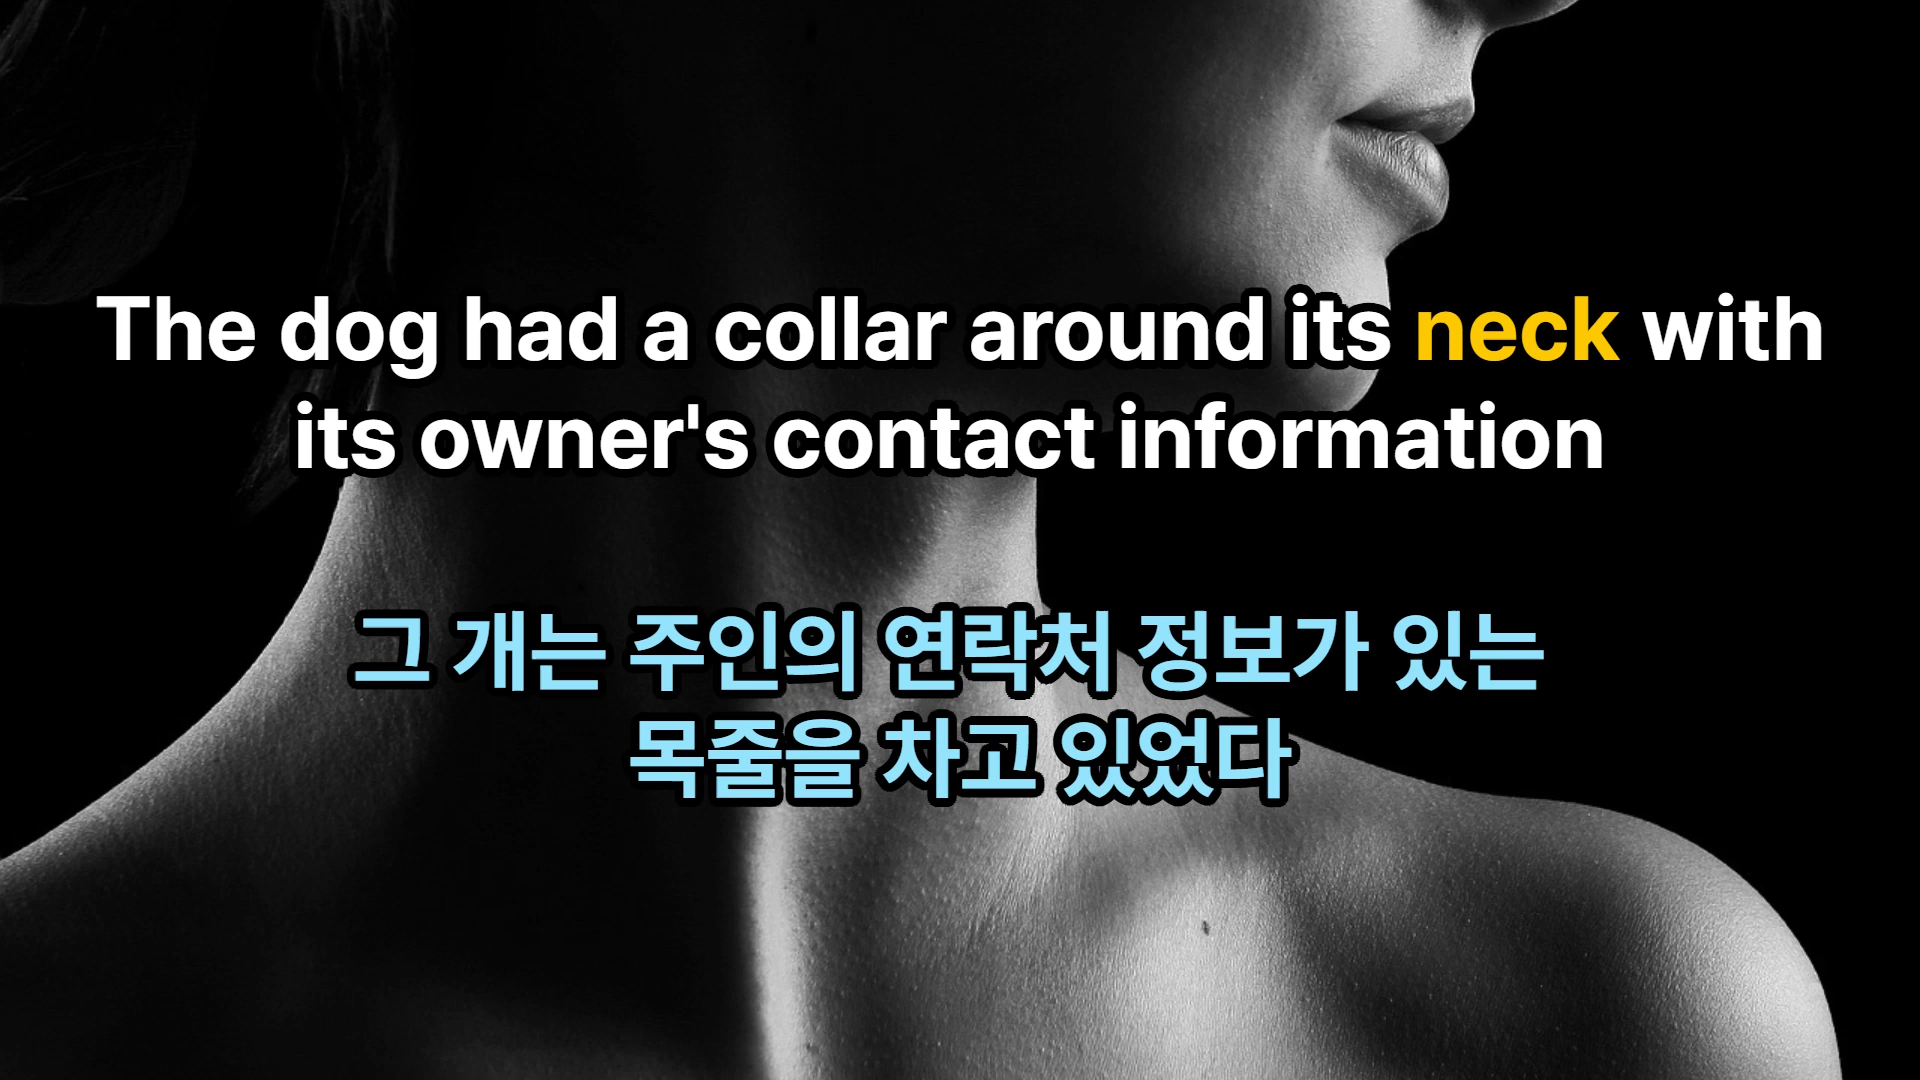 The dog had a collar around its neck with
its owner's contact information
그 개는 주인의 연락처 정보가 있는
목줄을 차고 있었다